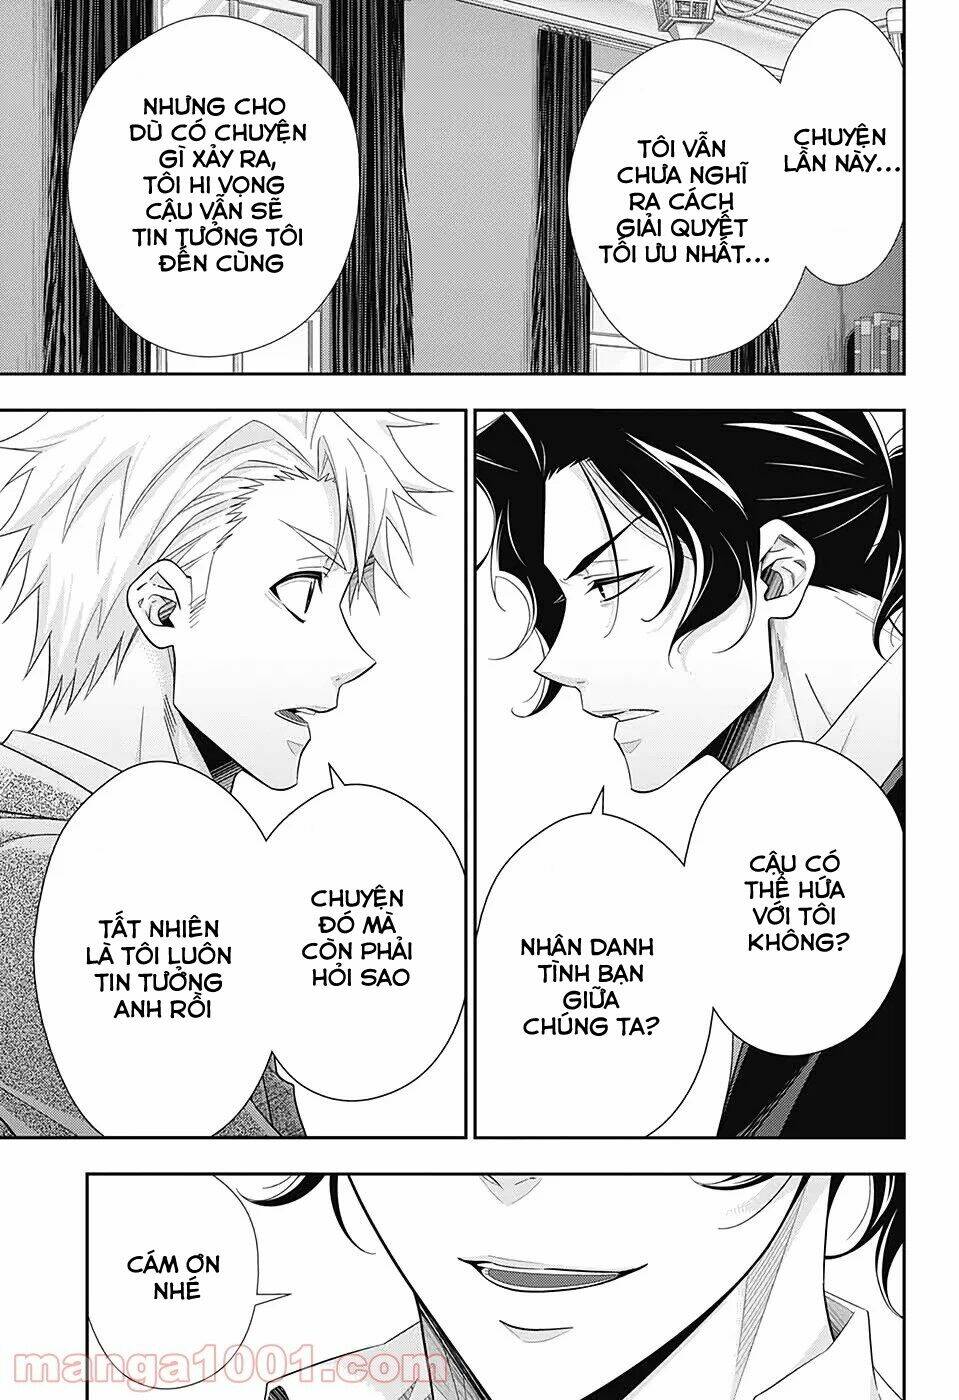 CHUYỆN
LẦN NÀY...
TÔI VẪN
CHƯA NGHĨ
RA CÁCH
GIẢI QUYẾT
TỐI ƯU NHẤT...
NHƯNG CHO
DÙ CÓ CHUYỆN
GÌ XẢY RA,
TÔI HI VỌNG
CẬU VẪN SẼ
TIN TƯỞNG TÔI
ĐẾN CÙNG
CẬU CÓ
THỂ HỨA
VỚI TÔI
KHÔNG?
NHÂN DANH
TÌNH BẠN
GIỮA
CHÚNG TA?
CHUYỆN
ĐÓ MÀ
CÒN PHẢI
HỎI SAO
TẤT NHIÊN
LÀ TÔI LUÔN
TIN TƯỞNG
ANH RỒI
CÁM ƠN
NHÉ
manga1001.com